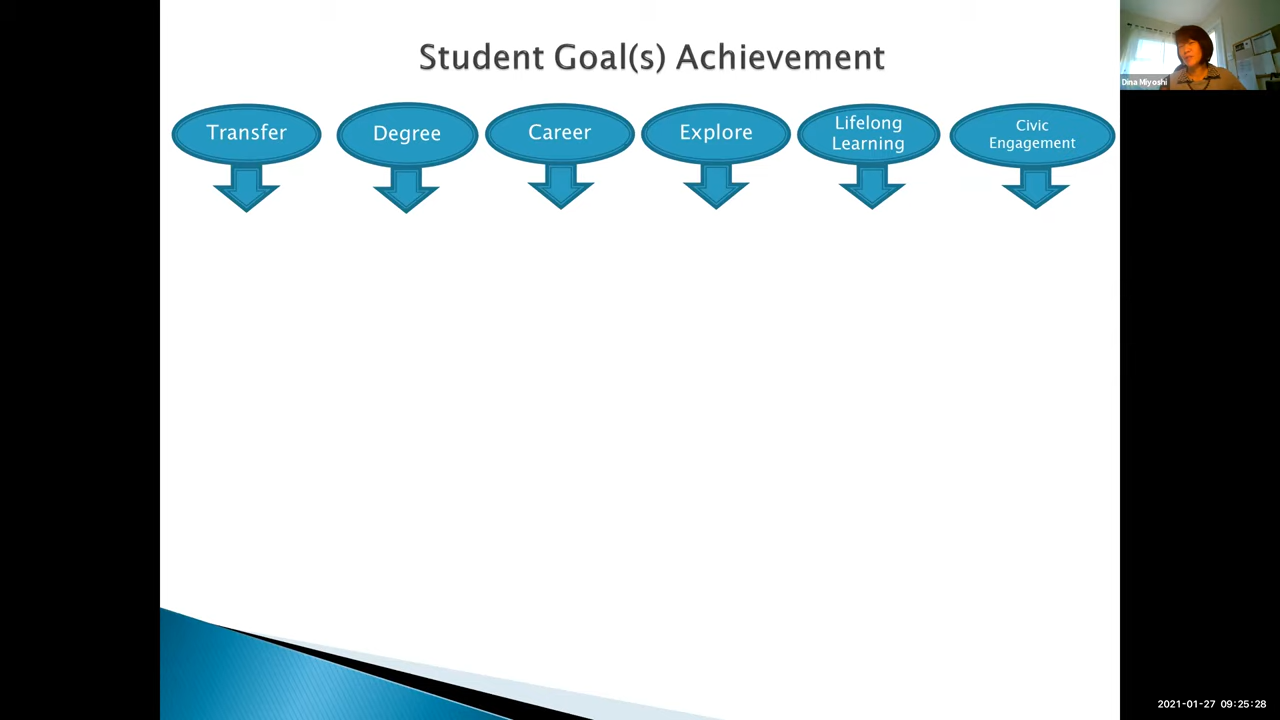 Student Goal(s) Achievement
Transfer
Degree
Career
Explore
Lifelong
Learning
Civic
Engagement
Dina Miyoshi
2021-01-27 09:25:28